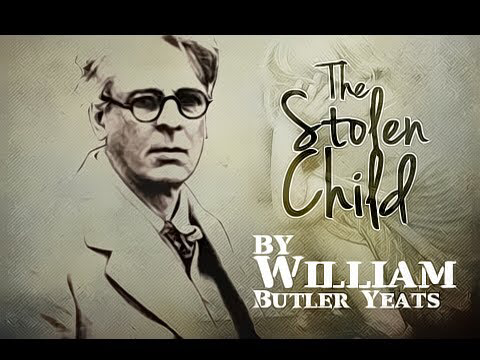 The
Stolen
Child
BY
WILLIAM
BUTLER YEATS